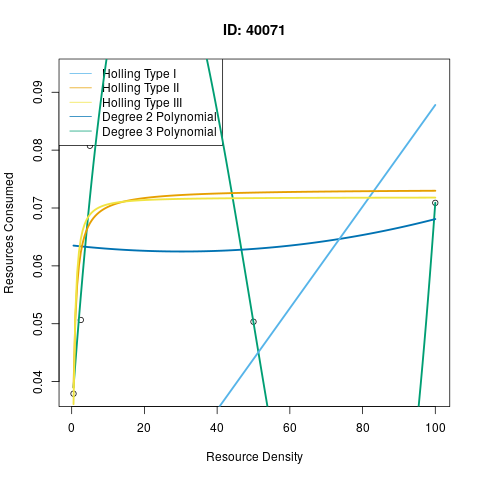 ID: 40071
Holling Type I
Holling Type II
Holling Type III
Degree 2 Polynomial
Degree 3 Polynomial
Resources Consumed
0.09
0.08
0.07
0.06
0.05
0.04
0 20 40 60 80 100
Resource Density